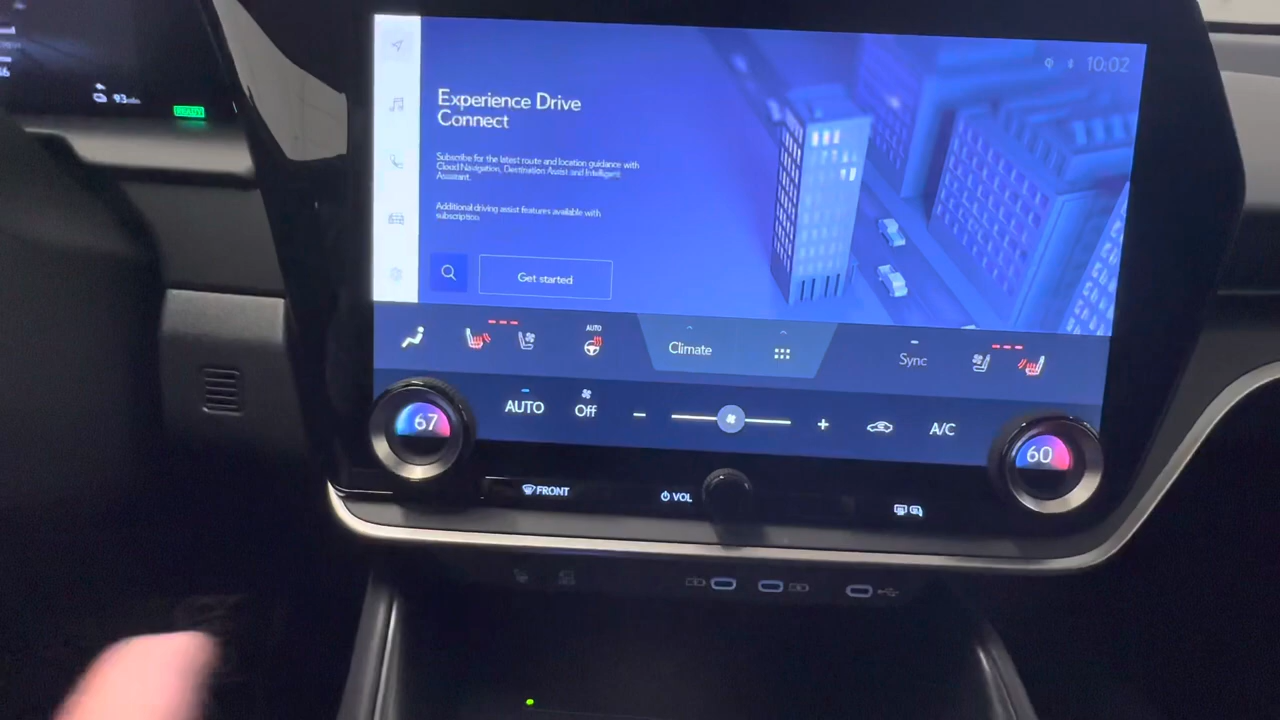 93
READY
10:02
Experience Drive
Connect
Subscribe for the latest route and location guidance with
Cloud Navigation, Destination Assist and Intelligent
Assistant.
Additional driving assist features available with
subscription.
Get started
AUTO
Climate
Sync
67
AUTO
Off
A/C
60
FRONT
VOL